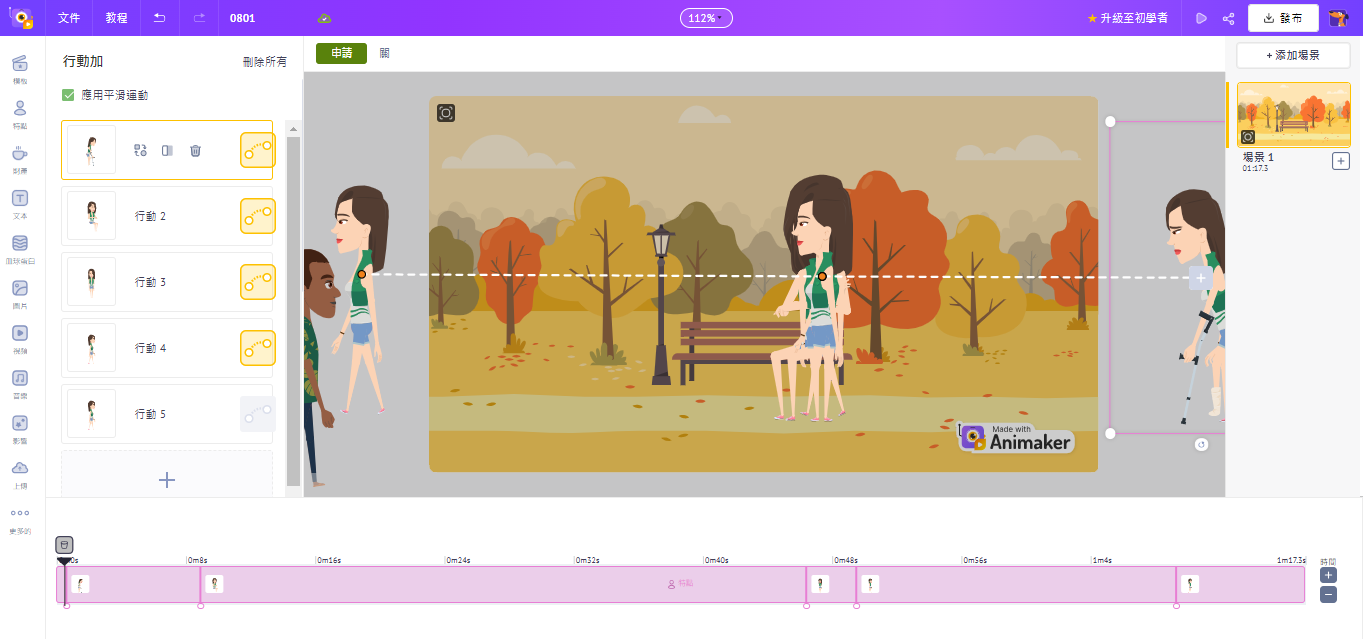 文件
教程
0801
112%
升級至初學者
發布
行動加
刪除所有
應用平滑運動
行動 2
行動 3
行動 4
行動 5
申請
關
+ 添加場景
場景 1
01:17.3
模板
特點
財產
文本
圖片
視頻
音樂
影響
上傳
更多的
Made with
Animaker
0s
0m8s
0m16s
0m24s
0m32s
0m40s
0m48s
0m56s
1m4s
1m17.3s
時間
特點